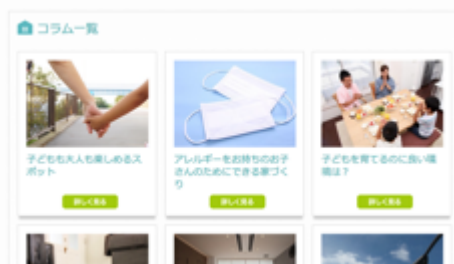 コラム一覧
子どもも大人も楽しめるス
ポット
アレルギーをお持ちのお子
さんのためにできる家づく
り
子どもを育てるのに良い環
境は？
詳しく見る
詳しく見る
詳しく見る